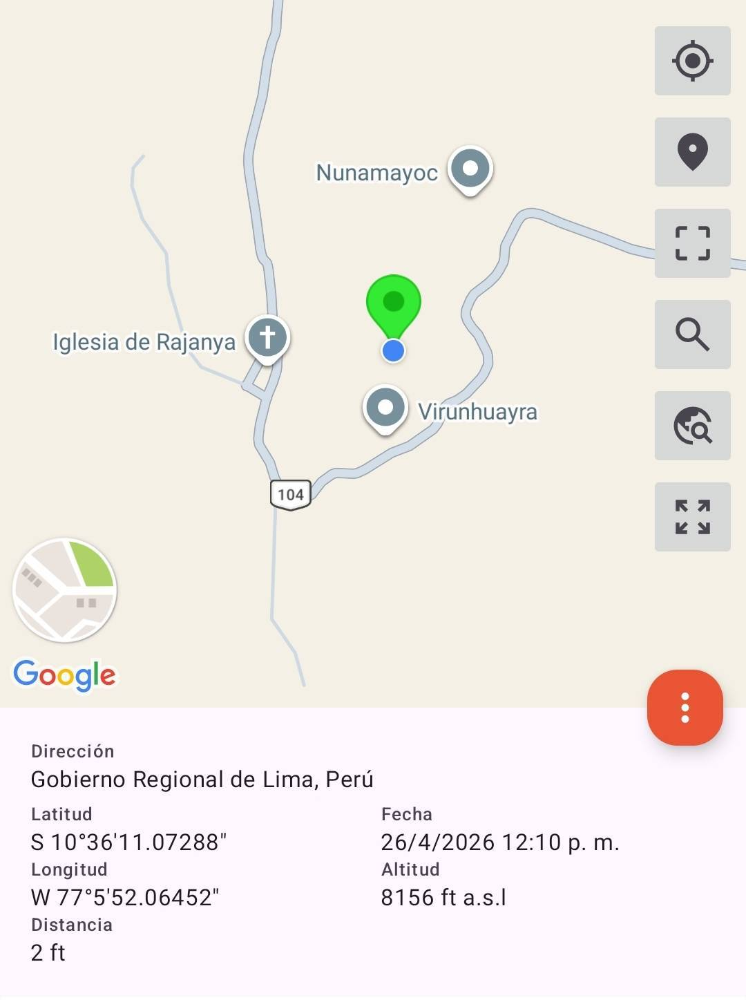 Nunamayoc
Iglesia de Rajanya
Virunhuayra
104
Google
Dirección
Gobierno Regional de Lima, Perú
Latitud
S 10°36'11.07288"
Fecha
26/4/2026 12:10 p. m.
Longitud
W 77°5'52.06452"
Altitud
8156 ft a.s.l
Distancia
2 ft